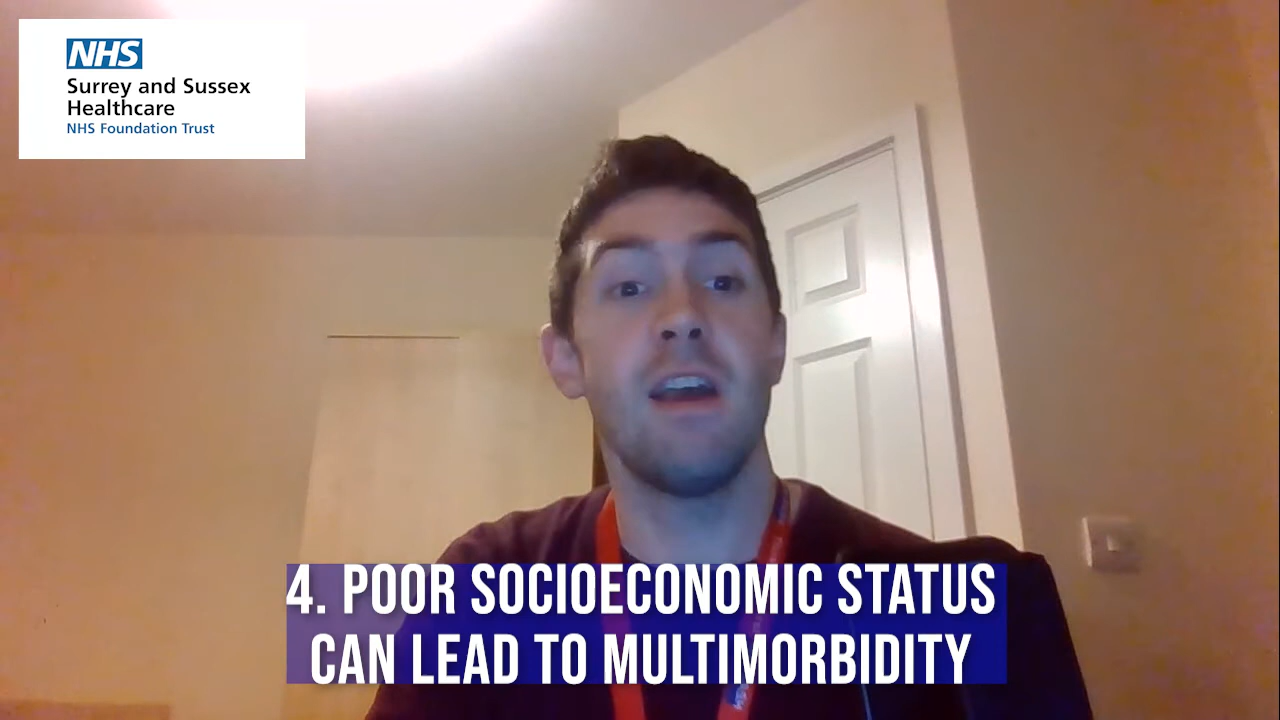 NHS
Surrey and Sussex
Healthcare
NHS Foundation Trust
4. POOR SOCIOECONOMIC STATUS
CAN LEAD TO MULTIMORBIDITY